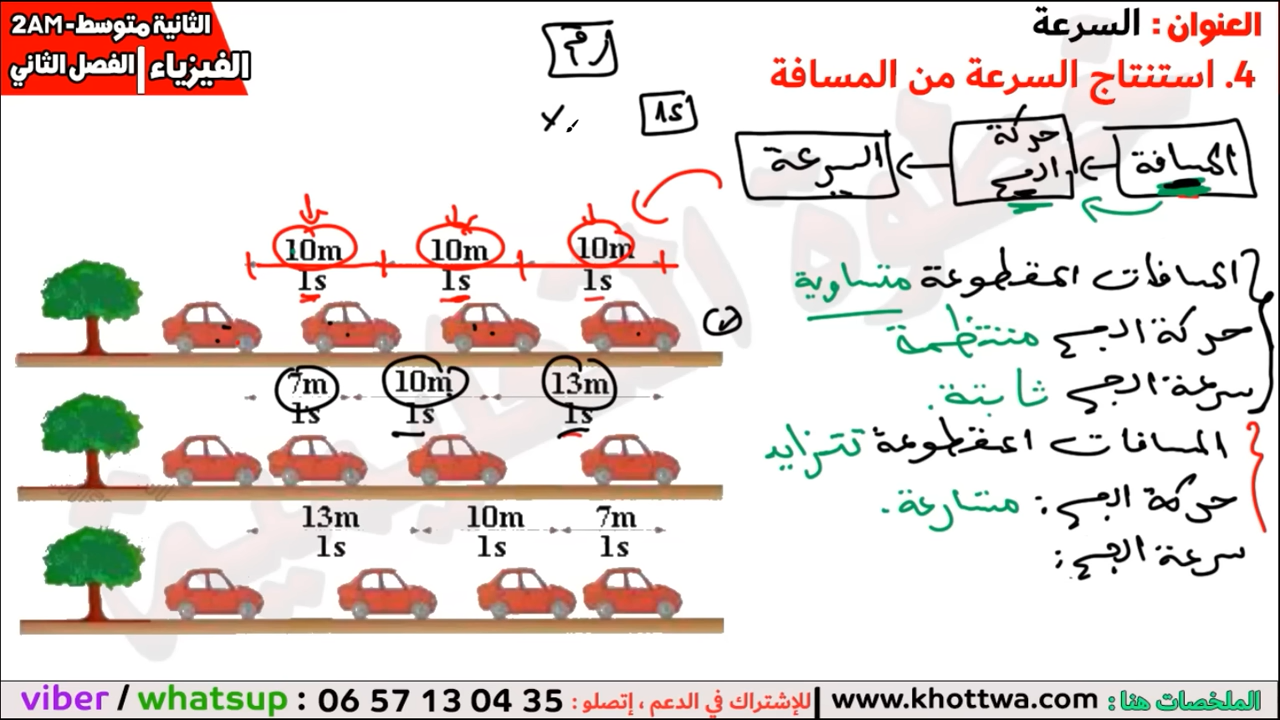 العنوان : السرعة
الثانية متوسط - 2AM
الفيزياء | الفصل الثاني
4. استنتاج السرعة من المسافة
1s
المسافة
حركة
السرعة
10m 10m 10m
1s 1s 1s
7m 10m 13m
1s 1s 1s
13m 10m 7m
1s 1s 1s
المسافات المقطوعة متساوية
حركة الجسم منتظمة
سرعة الجسم ثابتة.
المسافات المقطوعة تتزايد
حركة الجسم: متسارعة.
سرعة الجسم:
الملخصات هنا : www.khottwa.com | للإشتراك في الدعم ، إتصلو : viber / whatsup : 06 57 13 04 35